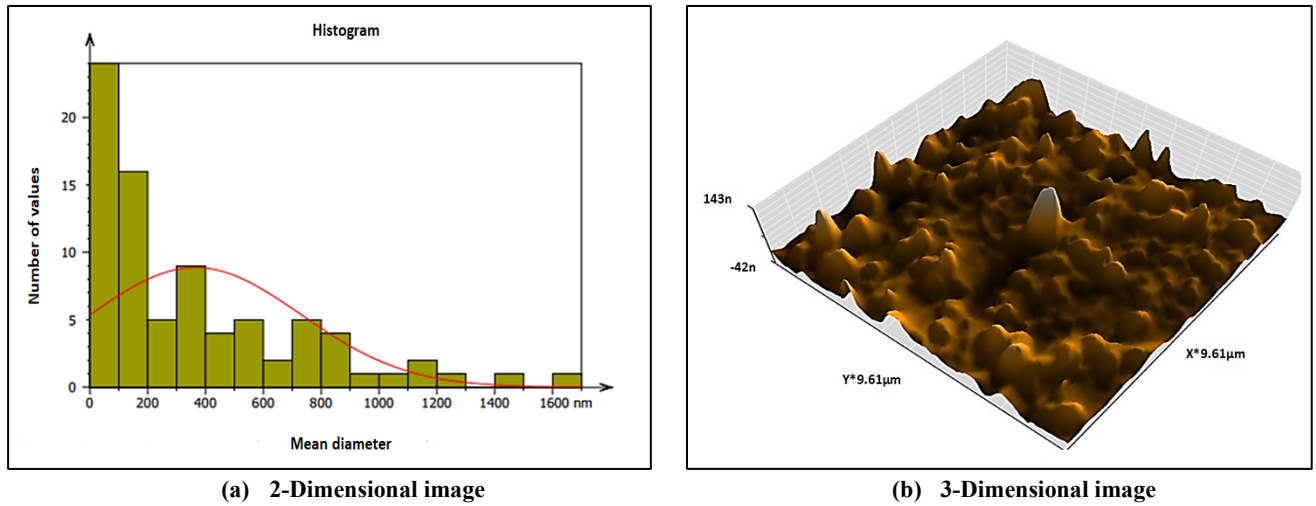 Histogram
Number of values
20
15
10
5
0
0 200 400 600 800 1000 1200 1400 1600 nm
Mean diameter
143n
-42n
Y*9.61µm
X*9.61µm
(a) 2-Dimensional image
(b) 3-Dimensional image